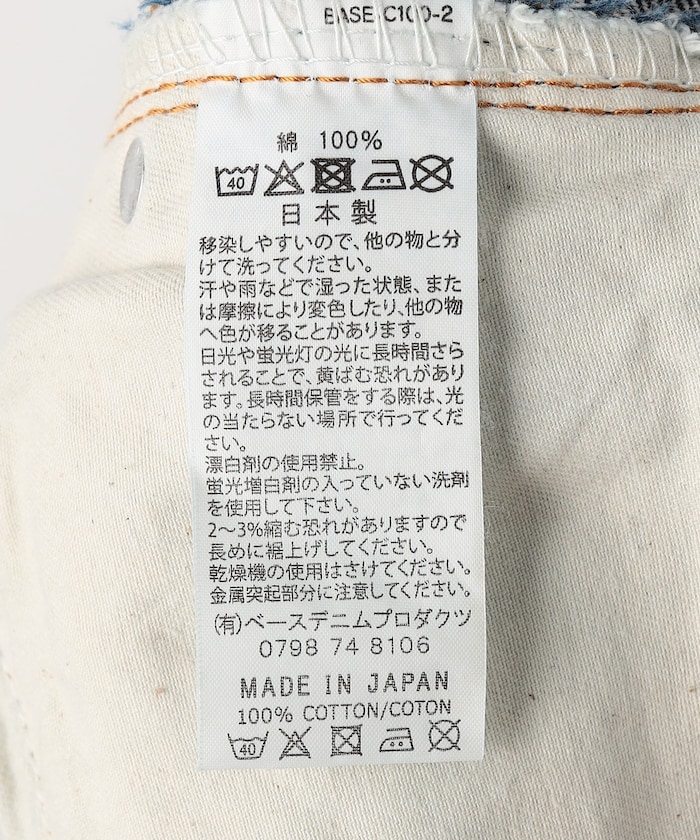 BASE C100-2
綿 100%
40
日本製
移染しやすいので、他の物と分
けて洗ってください。
汗や雨などで湿った状態、また
は摩擦により変色したり、他の物
へ色が移ることがあります。
日光や蛍光灯の光に長時間さら
されることで、黄ばむ恐れがあり
ます。長時間保管をする際は、光
の当たらない場所で行ってくだ
さい。
漂白剤の使用禁止。
蛍光増白剤の入っていない洗剤
を使用して下さい。
2～3%縮む恐れがありますので
長めに裾上げしてください。
乾燥機の使用はさけてください。
金属突起部分に注意してください。
(有)ベースデニムプロダクツ
0798 74 8106
MADE IN JAPAN
100% COTTON/COTON
40